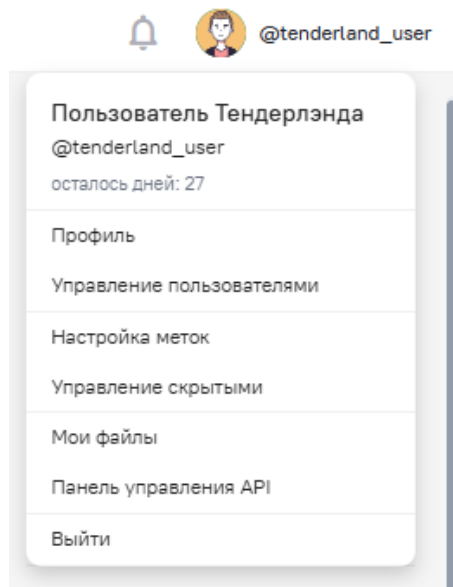 @tenderland_user
Пользователь Тендерлэнда
@tenderland_user
осталось дней: 27
Профиль
Управление пользователями
Настройка меток
Управление скрытыми
Мои файлы
Панель управления API
Выйти